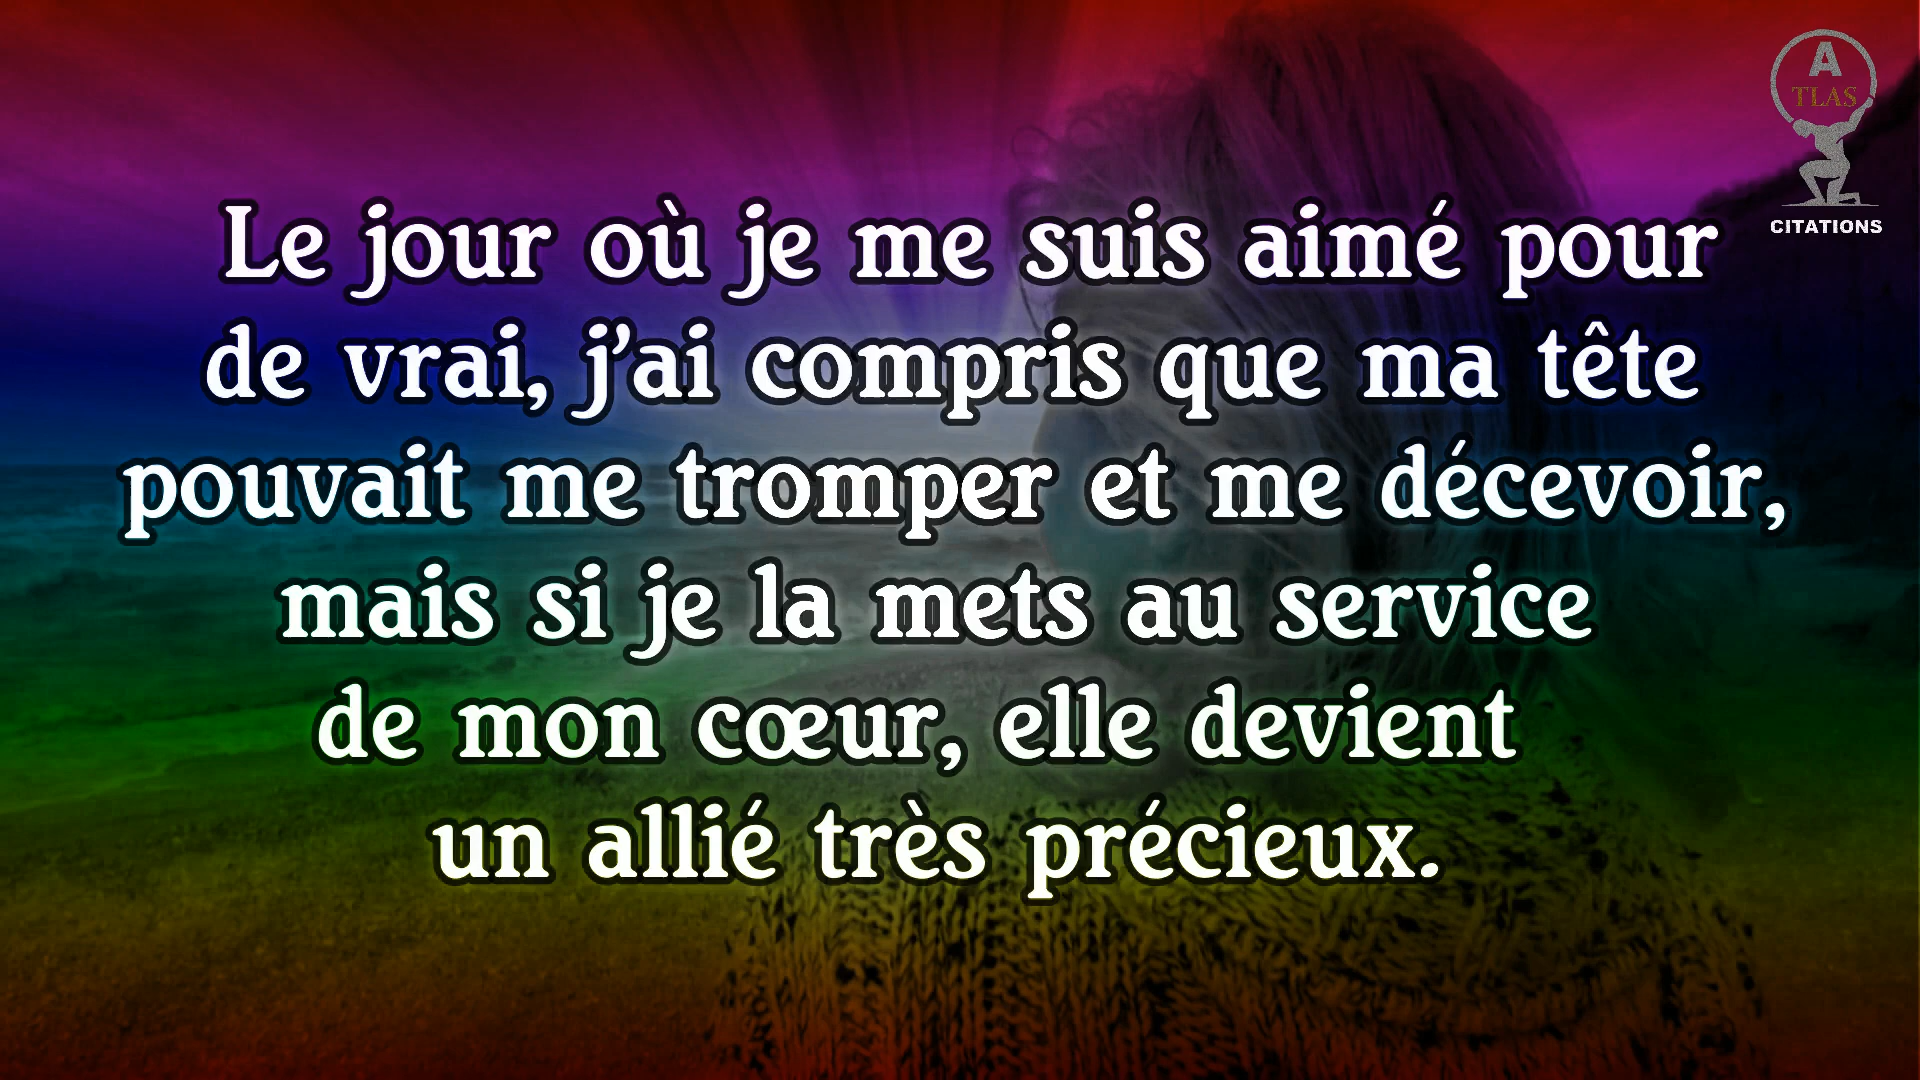 A
TLAS
CITATIONS
Le jour où je me suis aimé pour
de vrai, j’ai compris que ma tête
pouvait me tromper et me décevoir,
mais si je la mets au service
de mon cœur, elle devient
un allié très précieux.